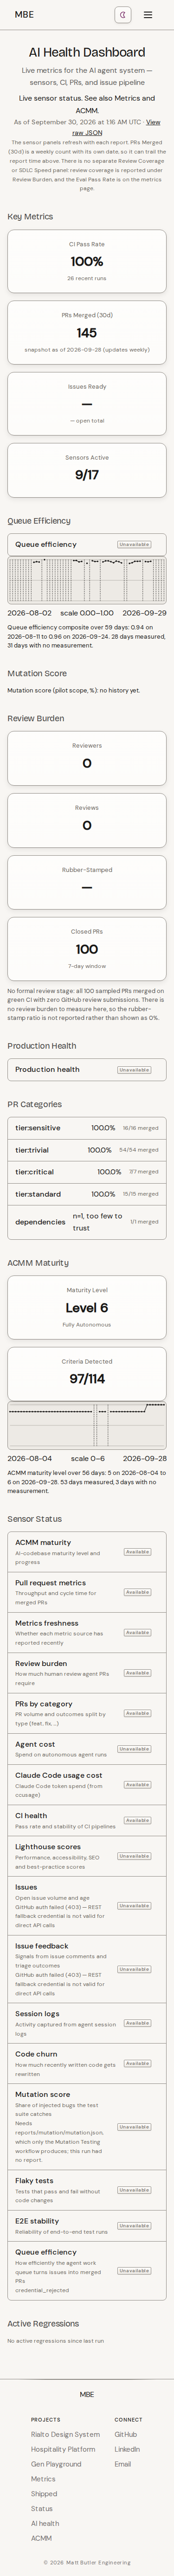 MBE
AI Health Dashboard
Live metrics for the AI agent system —
sensors, CI, PRs, and issue pipeline
Live sensor status. See also Metrics and
ACMM.
As of September 30, 2026 at 1:16 AM UTC · View
raw JSON
The sensor panels refresh with each report; PRs Merged
(30d) is a weekly count with its own date, so it can trail the
report time above. There is no separate Review Coverage
or SDLC Speed panel: review coverage is reported under
Review Burden, and the Eval Pass Rate is on the metrics
page.
Key Metrics
CI Pass Rate
100%
26 recent runs
PRs Merged (30d)
145
snapshot as of 2026-09-28 (updates weekly)
Issues Ready
—
— open total
Sensors Active
9/17
Queue Efficiency
Queue efficiency
Unavailable
2026-08-02 scale 0.00–1.00 2026-09-29
Queue efficiency composite over 59 days: 0.94 on
2026-08-11 to 0.96 on 2026-09-24. 28 days measured,
31 days with no measurement.
Mutation Score
Mutation score (pilot scope, %): no history yet.
Review Burden
Reviewers
0
Reviews
0
Rubber-Stamped
—
Closed PRs
100
7-day window
No formal review stage: all 100 sampled PRs merged on
green CI with zero GitHub review submissions. There is
no review burden to measure here, so the rubber-
stamp ratio is not reported rather than shown as 0%.
Production Health
Production health
Unavailable
PR Categories
tier:sensitive 100.0% 16/16 merged
tier:trivial 100.0% 54/54 merged
tier:critical 100.0% 7/7 merged
tier:standard 100.0% 15/15 merged
dependencies n=1, too few to
trust 1/1 merged
ACMM Maturity
Maturity Level
Level 6
Fully Autonomous
Criteria Detected
97/114
2026-08-04 scale 0–6 2026-09-28
ACMM maturity level over 56 days: 5 on 2026-08-04 to
6 on 2026-09-28. 53 days measured, 3 days with no
measurement.
Sensor Status
ACMM maturity
AI-codebase maturity level and
progress
Available
Pull request metrics
Throughput and cycle time for
merged PRs
Available
Metrics freshness
Whether each metric source has
reported recently
Available
Review burden
How much human review agent PRs
require
Available
PRs by category
PR volume and outcomes split by
type (feat, fix, …)
Available
Agent cost
Spend on autonomous agent runs
Unavailable
Claude Code usage cost
Claude Code token spend (from
ccusage)
Available
CI health
Pass rate and stability of CI pipelines
Available
Lighthouse scores
Performance, accessibility, SEO
and best-practice scores
Unavailable
Issues
Open issue volume and age
GitHub auth failed (403) — REST
fallback credential is not valid for
direct API calls
Unavailable
Issue feedback
Signals from issue comments and
triage outcomes
GitHub auth failed (403) — REST
fallback credential is not valid for
direct API calls
Unavailable
Session logs
Activity captured from agent session
logs
Available
Code churn
How much recently written code gets
rewritten
Available
Mutation score
Share of injected bugs the test
suite catches
Needs
reports/mutation/mutation.json,
which only the Mutation Testing
workflow produces; this run had
no report.
Unavailable
Flaky tests
Tests that pass and fail without
code changes
Unavailable
E2E stability
Reliability of end-to-end test runs
Unavailable
Queue efficiency
How efficiently the agent work
queue turns issues into merged
PRs
credential_rejected
Unavailable
Active Regressions
No active regressions since last run
MBE
PROJECTS
Rialto Design System
Hospitality Platform
Gen Playground
Metrics
Shipped
Status
AI health
ACMM
CONNECT
GitHub
LinkedIn
Email
© 2026 Matt Butler Engineering